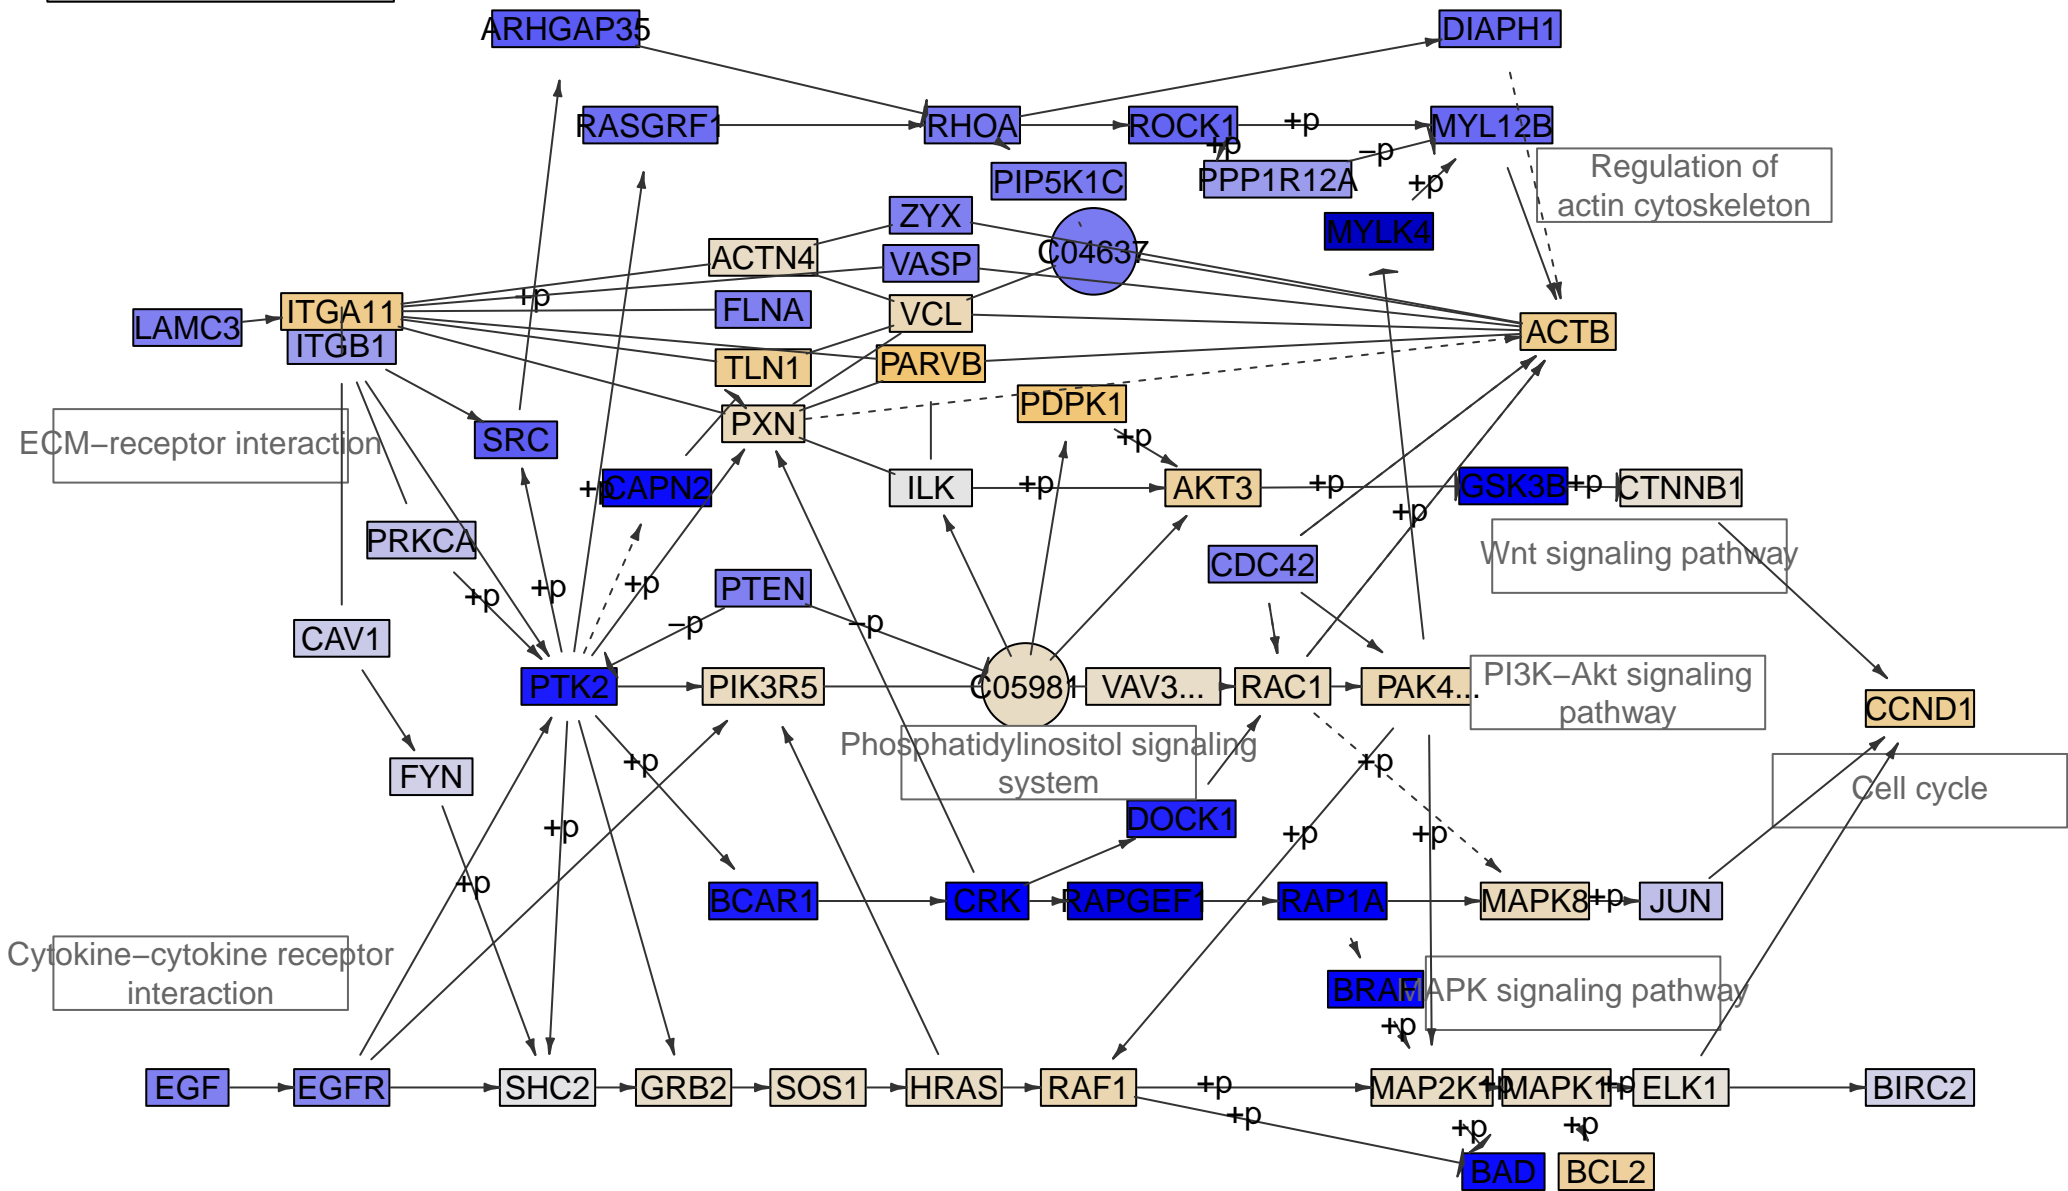 ARHGAP35
DIAPH1
RASGRF1
RHOA
ROCK1
+p
MYL12B
+p
−p
PIP5K1C
PPP1R12A
+p
Regulation of
actin cytoskeleton
ZYX
MYLK4
ACTN4
VASP
C04637
+p
ITGA11
FLNA
VCL
LAMC3
ITGB1
ACTB
TLN1
PARVB
PDPK1
PXN
ECM−receptor interaction
SRC
+p
+p
CAPN2
ILK
+p
AKT3
+p
GSK3B
+p
CTNNB1
+p
PRKCA
Wnt signaling pathway
CDC42
+p
+p
+p
PTEN
−p
−p
CAV1
PTK2
PIK3R5
C05981
VAV3...
RAC1
PAK4...
PI3K−Akt signaling
pathway
CCND1
Phosphatidylinositol signaling
system
FYN
+p
+p
Cell cycle
+p
DOCK1
+p
+p
+p
BCAR1
CRK
RAPGEF1
RAP1A
MAPK8
+p
JUN
Cytokine−cytokine receptor
interaction
BRAF
MAPK signaling pathway
+p
EGF
EGFR
SHC2
GRB2
SOS1
HRAS
RAF1
+p
MAP2K1
+p
MAPK1
+p
ELK1
BIRC2
+p
+p
+p
BAD
BCL2